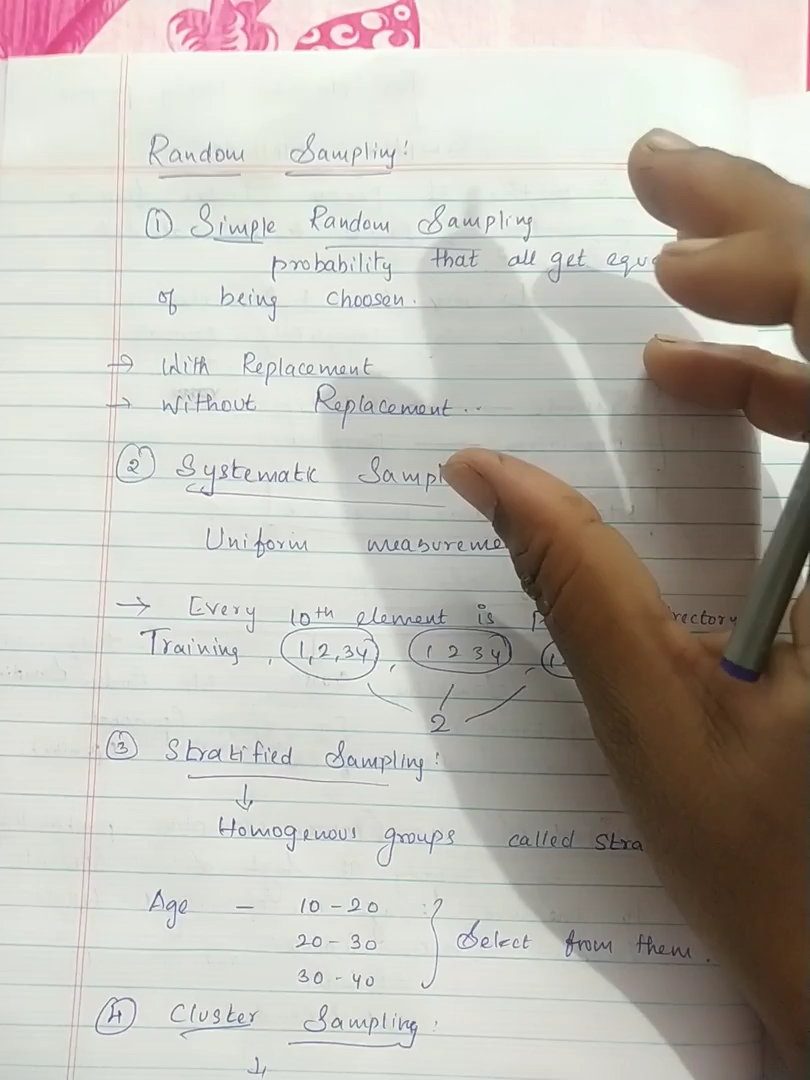 Random Sampling:
① Simple Random Sampling
probability that all get
of being choosen.
→ With Replacement
→ Without Replacement..
② Systematic
Uniform
→ Every 10th element is
Training, 1,2,34, 1 2 3 4,
2
③ Stratified Sampling:
↓
Homogenous groups called
Age - 10-20
20-30 Select from them.
30-40
④ Cluster Sampling:
↓